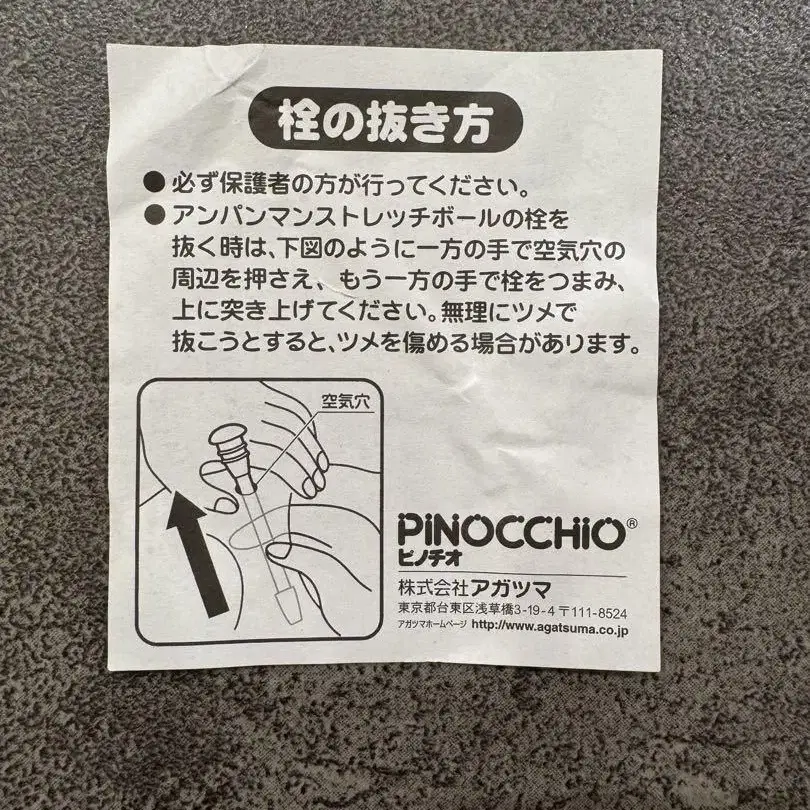 栓の抜き方
● 必ず保護者の方が行ってください。
● アンパンマンストレッチボールの栓を
抜く時は、下図のように一方の手で空気穴の
周辺を押さえ、もう一方の手で栓をつまみ、
上に突き上げてください。無理にツメで
抜こうとすると、ツメを傷める場合があります。
空気穴
PiNOCCHiO®
ピノチオ
株式会社アガツマ
東京都台東区浅草橋3-19-4 〒111-8524
アガツマホームページ http://www.agatsuma.co.jp